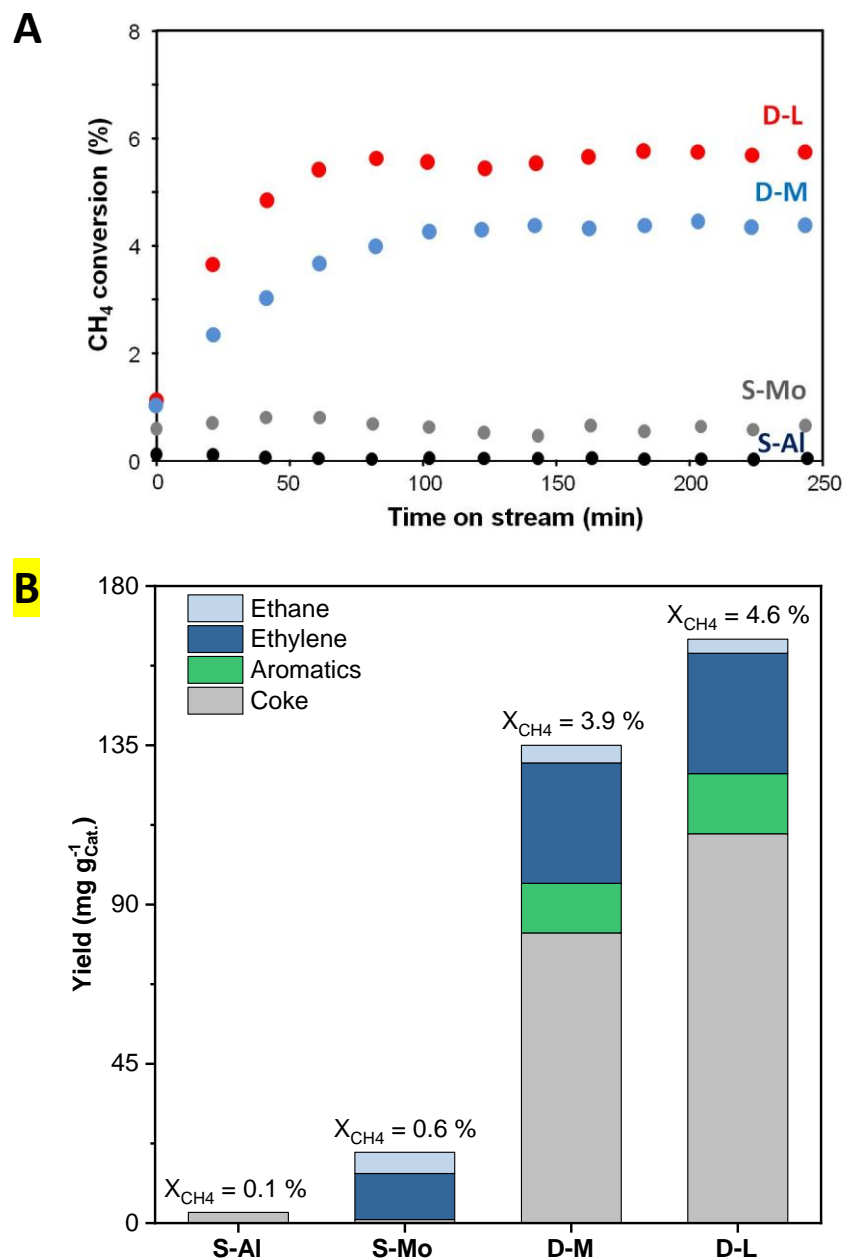 A
8
6
4
2
0
CH4 conversion (%)
D-L
D-M
S-Mo
S-Al
0 50 100 150 200 250
Time on stream (min)
B
180
135
90
45
0
Yield (mg g-1Cat.)
Ethane
Ethylene
Aromatics
Coke
XCH4 = 4.6 %
XCH4 = 3.9 %
XCH4 = 0.6 %
XCH4 = 0.1 %
S-Al S-Mo D-M D-L